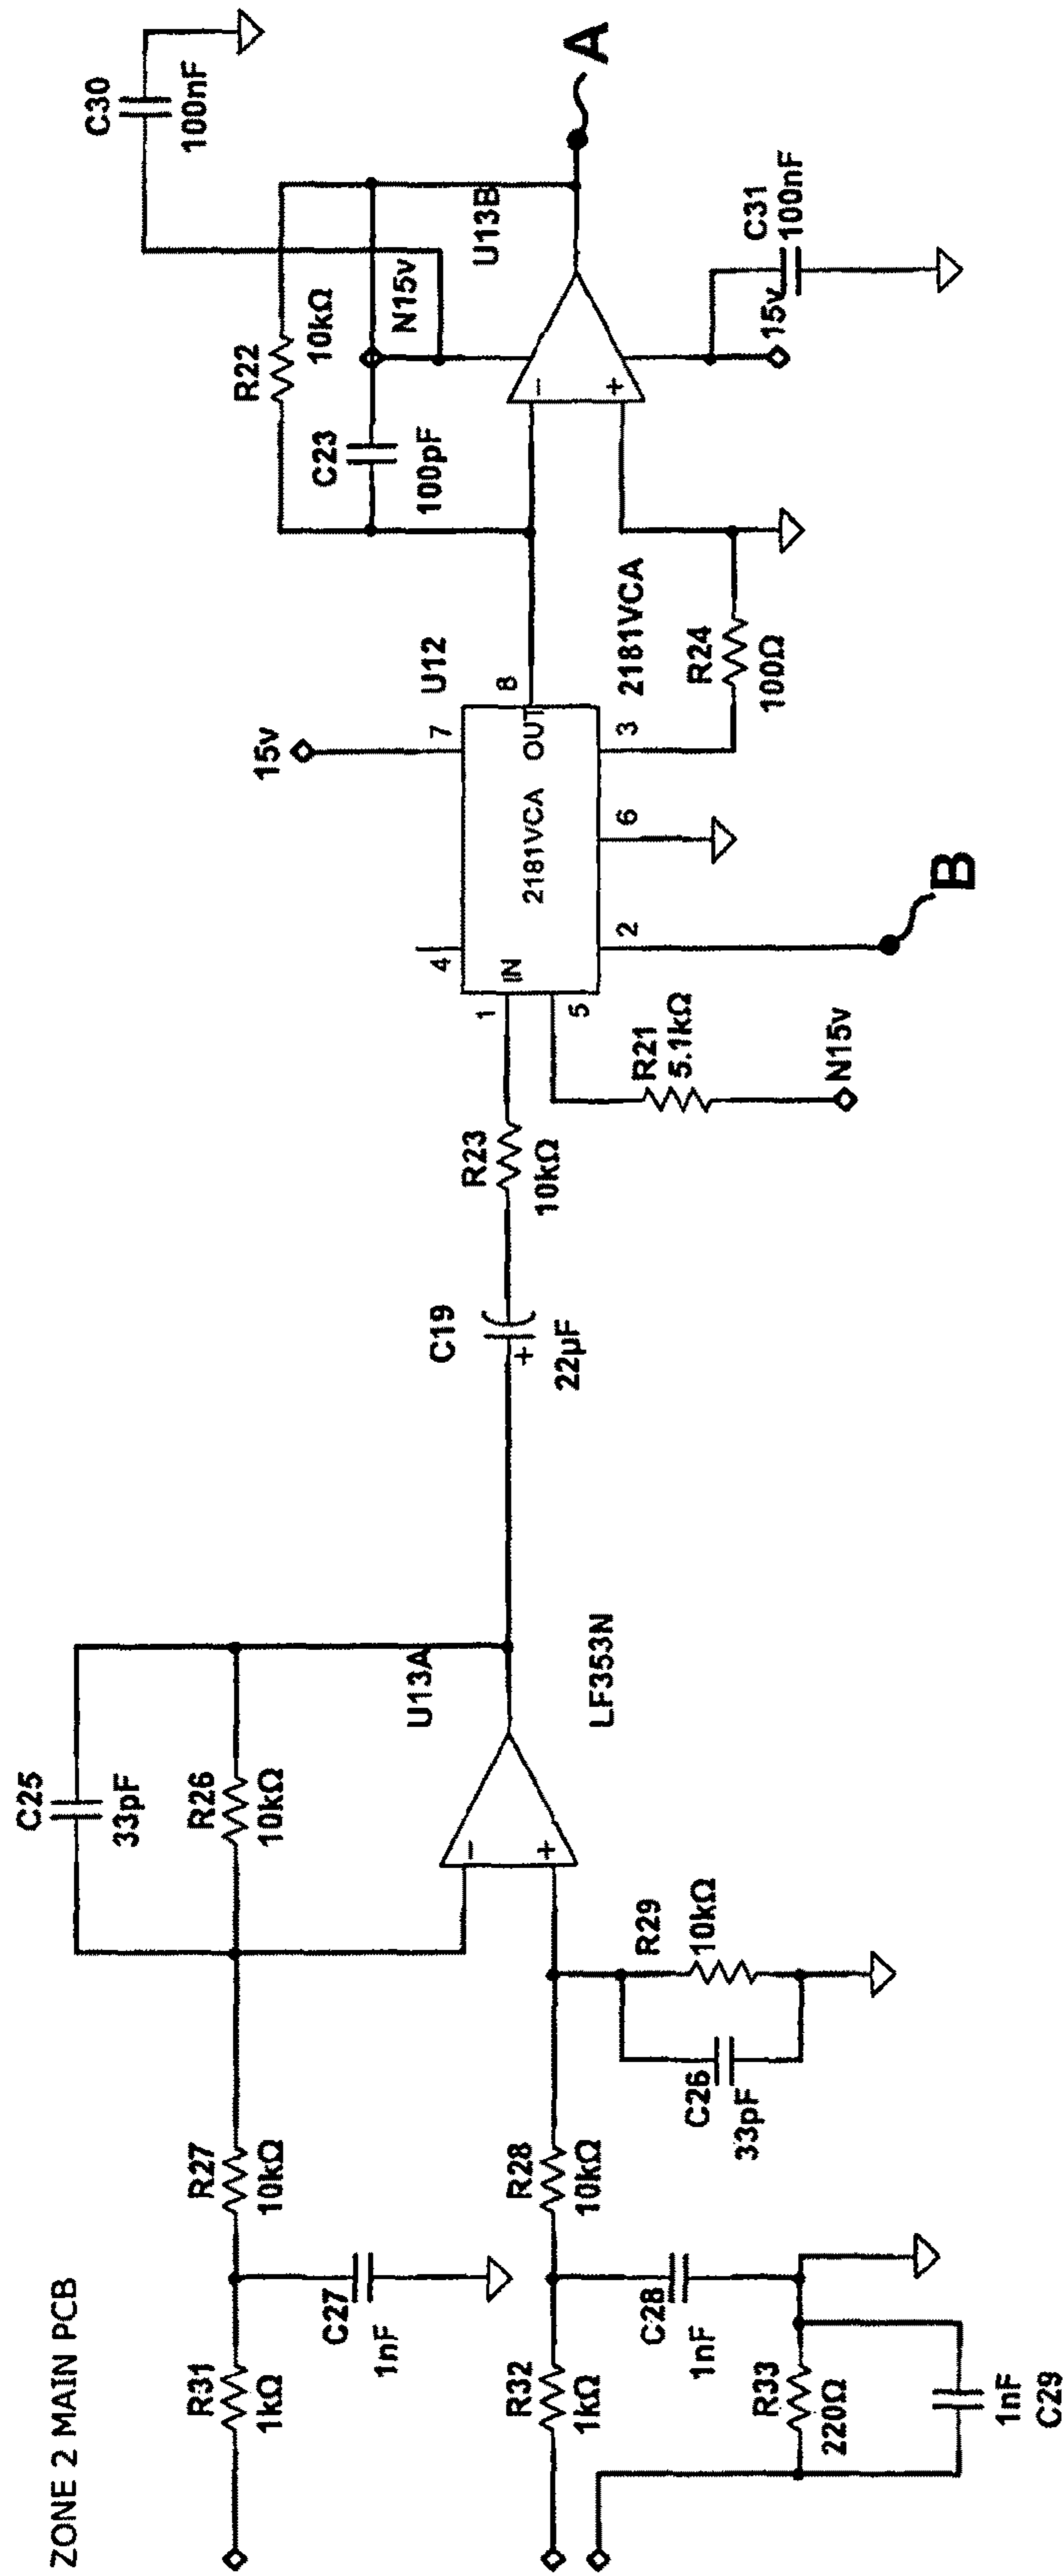 ZONE 2 MAIN PCB
R31
1kΩ
C27
1nF
R27
10kΩ
C25
33pF
R26
10kΩ
R32
1kΩ
C28
1nF
R28
10kΩ
R33
220Ω
1nF
C29
C26
33pF
R29
10kΩ
−
+
U13A
LF353N
C19
+
22µF
R23
10kΩ
R21
5.1kΩ
N15v
1
IN
5
4
2181VCA
2
6
3
7
8
OUT
15v
U12
2181VCA
B
R24
100Ω
R22
10kΩ
C23
100pF
N15v
−
+
U13B
C30
100nF
15v
C31
100nF
A